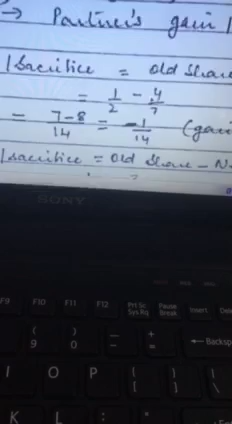 → Partner's gain /
/Sacrifice = Old Share
= 1/2 - 4/7
= 7-8/14 = -1/14 (gain
/Sacrifice = Old Share - N
SONY
F9 F10 F11 F12 Prt Sc Sys Rq Pause Break Insert De
( 9 ) 0 _ - + = ←Backsp
I O P { [ } ] | \
K L : ; "